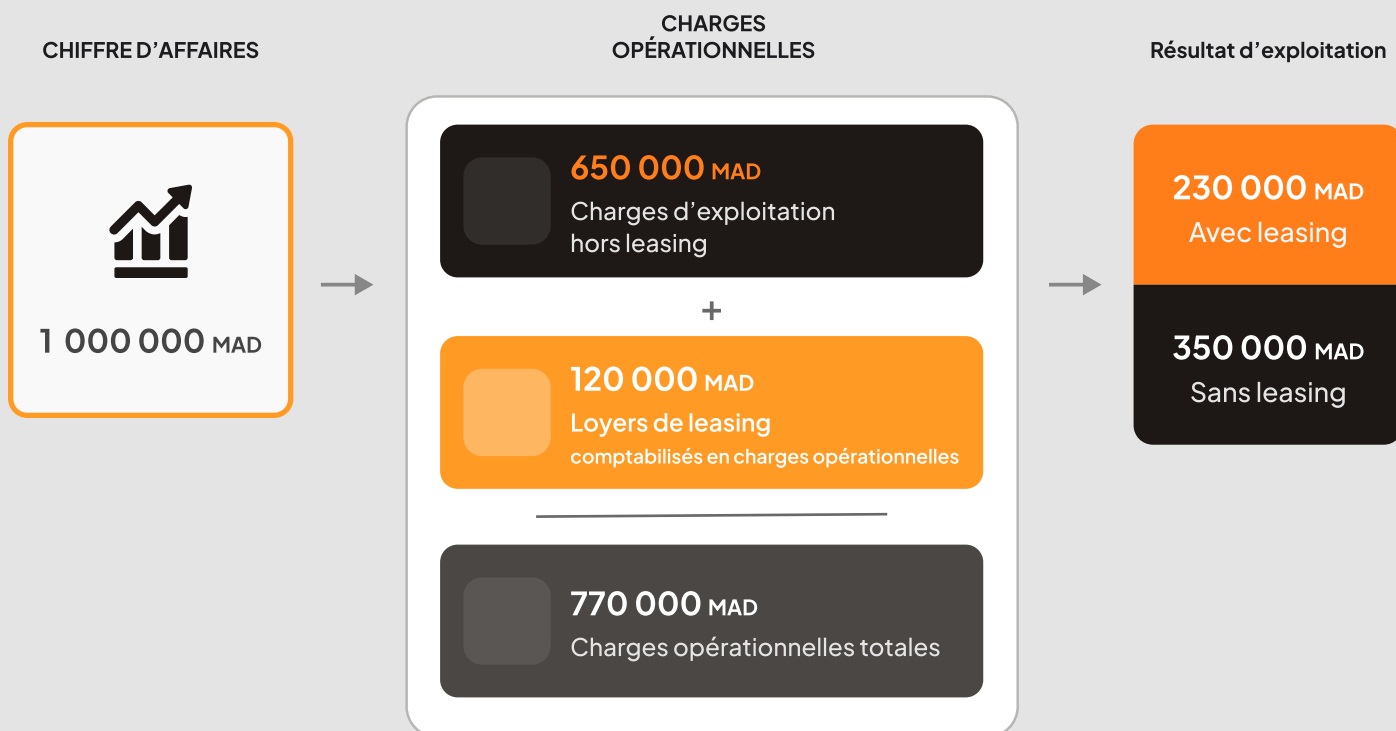 CHIFFRE D’AFFAIRES
1 000 000 MAD
CHARGES
OPÉRATIONNELLES
650 000 MAD
Charges d’exploitation
hors leasing
+
120 000 MAD
Loyers de leasing
comptabilisés en charges opérationnelles
770 000 MAD
Charges opérationnelles totales
Résultat d’exploitation
230 000 MAD
Avec leasing
350 000 MAD
Sans leasing